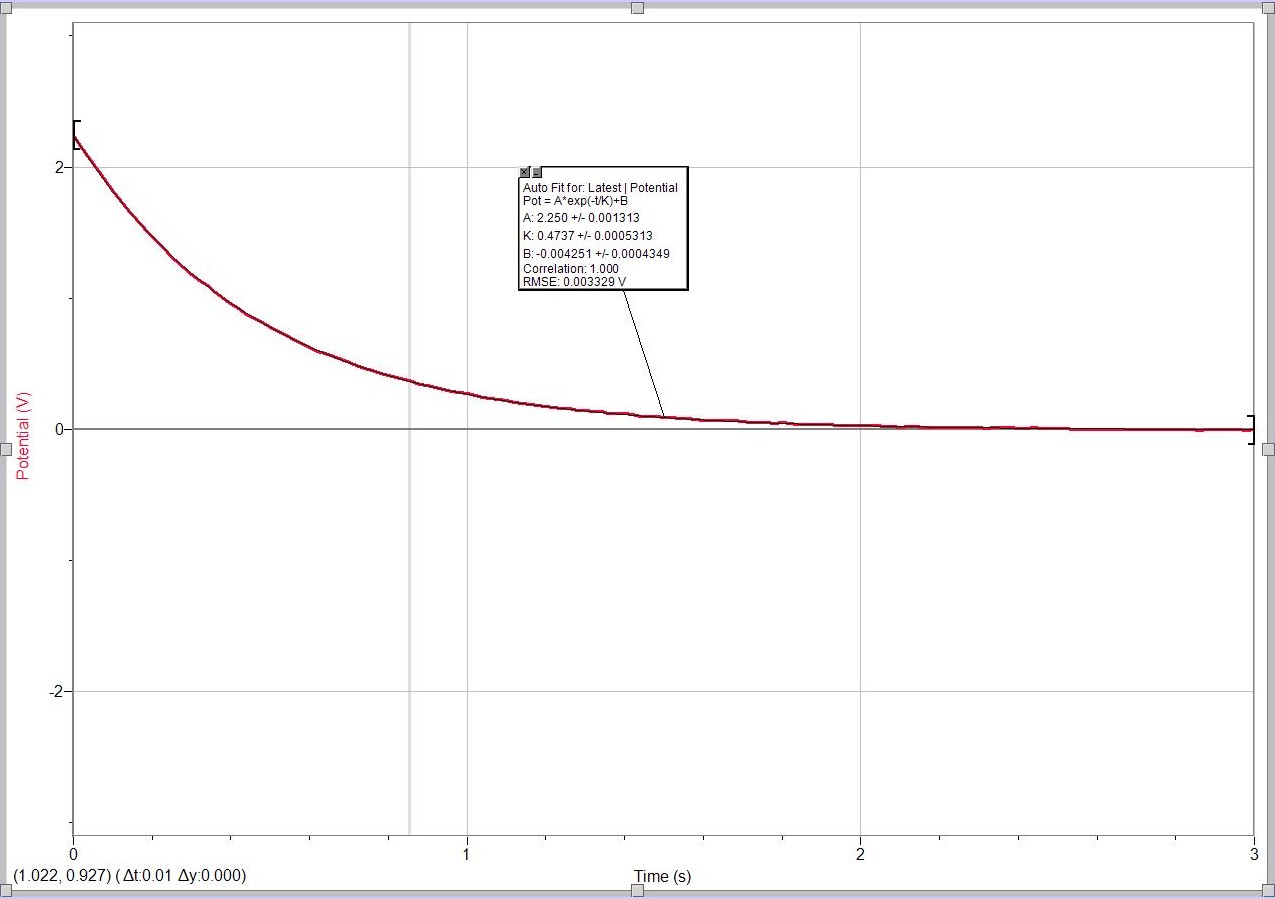 2
Auto Fit for: Latest | Potential
Pot = A*exp(-t/K)+B
A: 2.250 +/- 0.001313
K: 0.4737 +/- 0.0005313
B: -0.004251 +/- 0.0004349
Correlation: 1.000
RMSE: 0.003329 V
Potential (V)
0
-2
0 1 2 3
(1.022, 0.927) ( Δt:0.01 Δy:0.000)
Time (s)